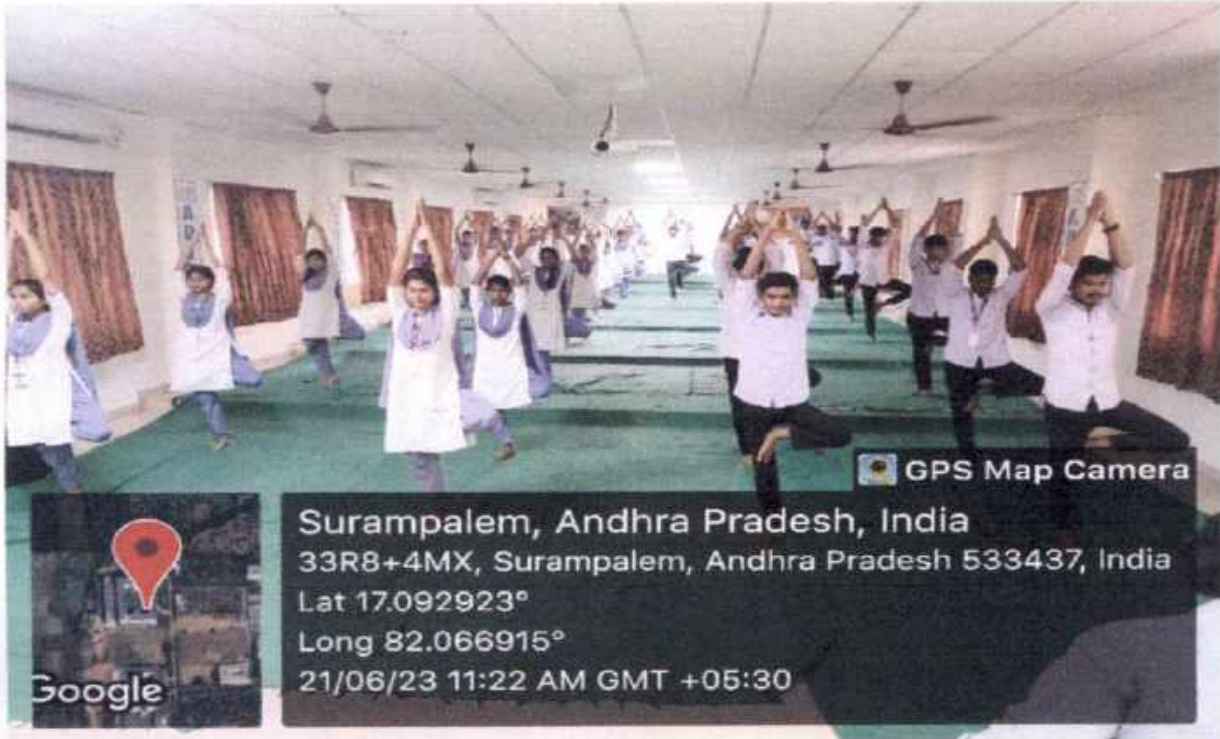 GPS Map Camera
Surampalem, Andhra Pradesh, India
33R8+4MX, Surampalem, Andhra Pradesh 533437, India
Lat 17.092923°
Long 82.066915°
21/06/23 11:22 AM GMT +05:30
Google